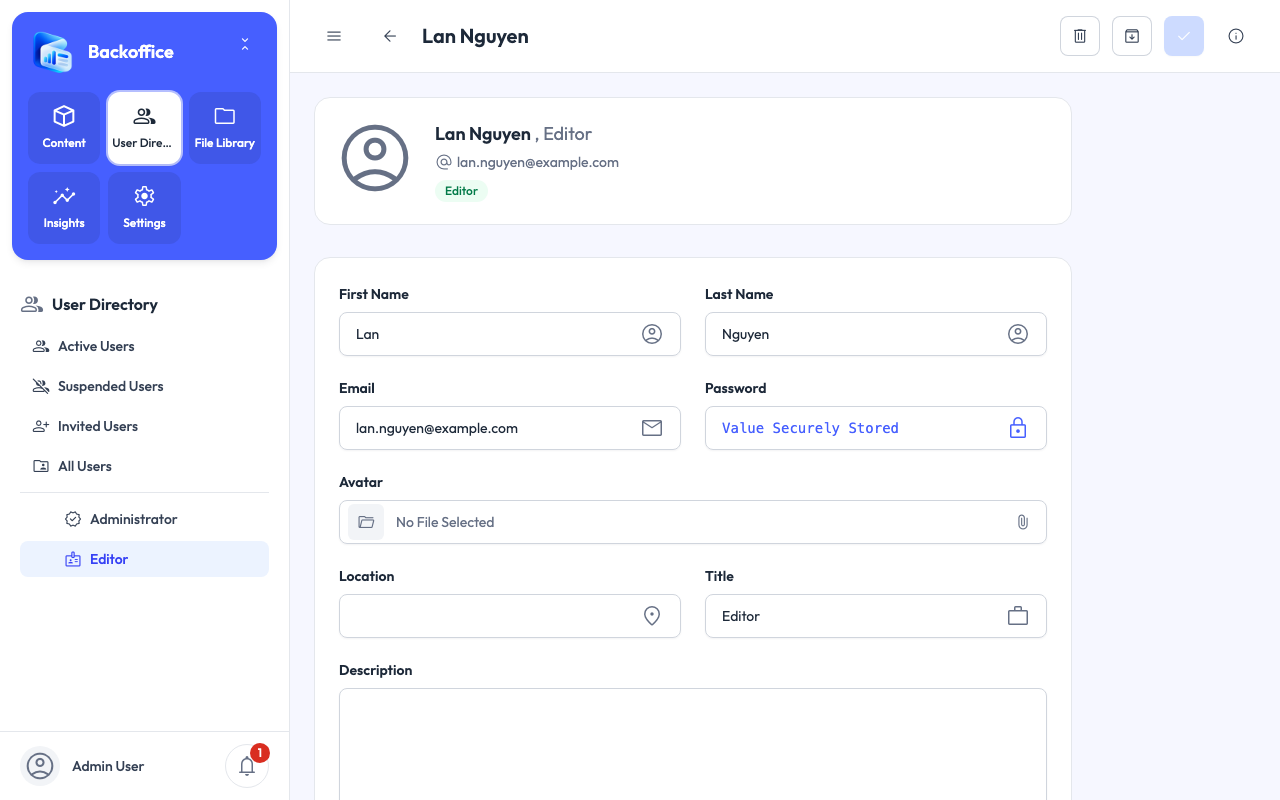 Backoffice
Content
User Dire...
File Library
Insights
Settings
User Directory
Active Users
Suspended Users
Invited Users
All Users
Administrator
Editor
Admin User
1
Lan Nguyen
Lan Nguyen , Editor
lan.nguyen@example.com
Editor
First Name
Last Name
Lan
Nguyen
Email
Password
lan.nguyen@example.com
Value Securely Stored
Avatar
No File Selected
Location
Title
Editor
Description